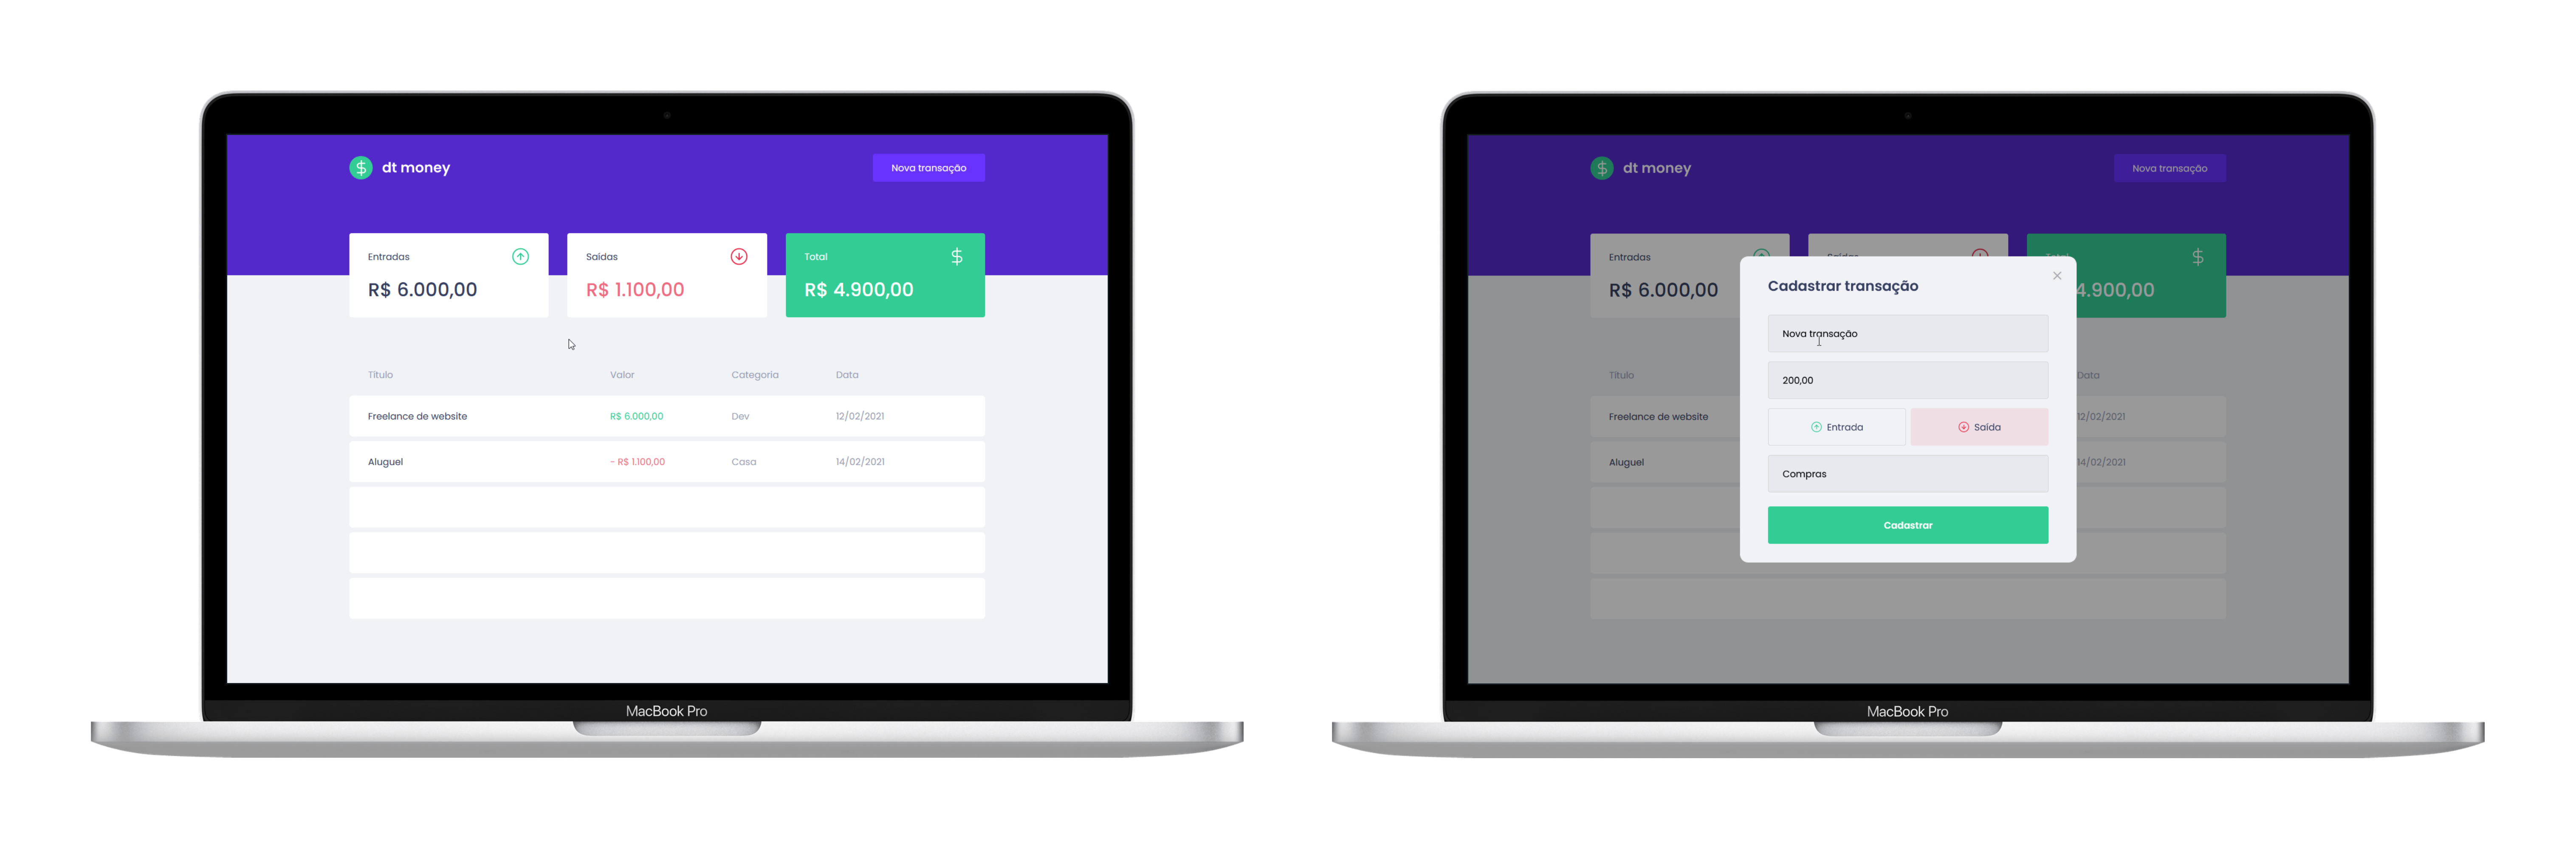 dt money
Nova transação
Entradas
R$ 6.000,00
Saídas
R$ 1.100,00
Total
R$ 4.900,00
Título Valor Categoria Data
Freelance de website R$ 6.000,00 Dev 12/02/2021
Aluguel - R$ 1.100,00 Casa 14/02/2021
MacBook Pro
dt money
Nova transação
Entradas
R$ 6.000,00
4.900,00
Título
Data
Freelance de website
12/02/2021
Aluguel
14/02/2021
Cadastrar transação
Nova transação
200,00
Entrada Saída
Compras
Cadastrar
MacBook Pro